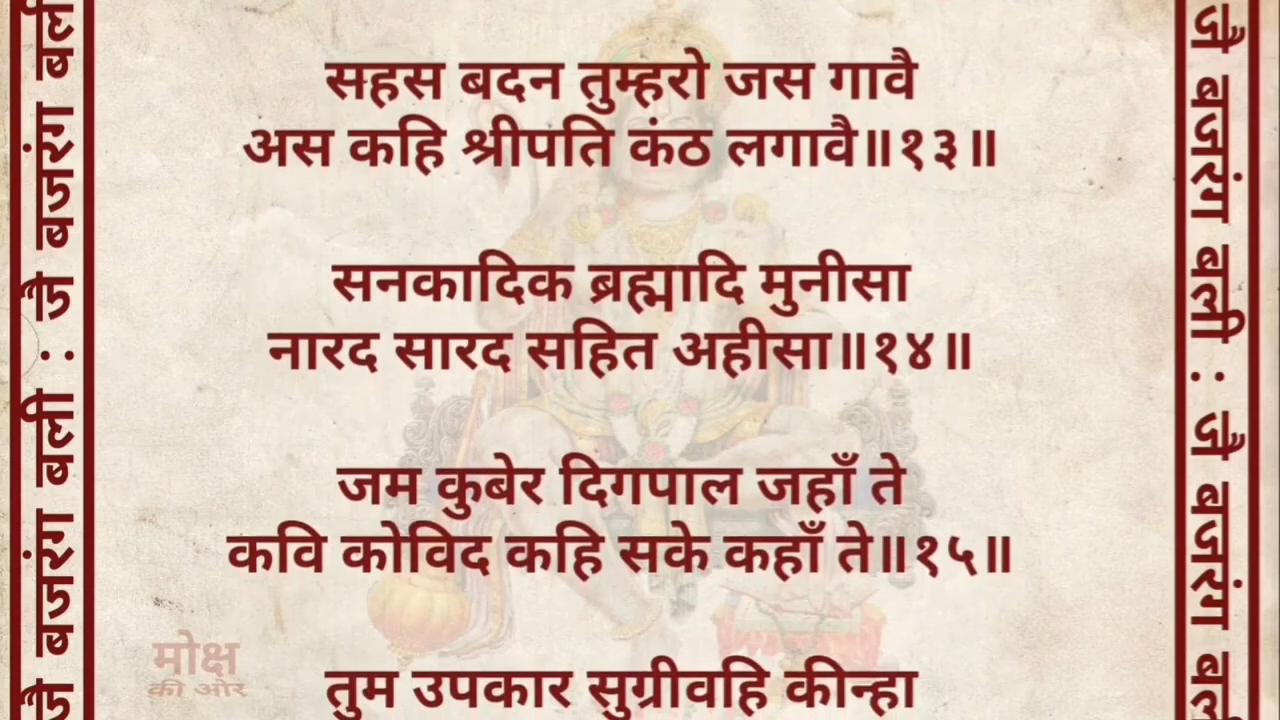 सहस बदन तुम्हरो जस गावै
अस कहि श्रीपति कंठ लगावै॥१३॥
सनकादिक ब्रह्मादि मुनीसा
नारद सारद सहित अहीसा॥१४॥
जम कुबेर दिगपाल जहाँ ते
कवि कोविद कहि सके कहाँ ते॥१५॥
तुम उपकार सुग्रीवहि कीन्हा
मोक्ष
की ओर
जै बजरंग बली : जै बजरंग बली
जै बजरंग बली : जै बजरंग बली